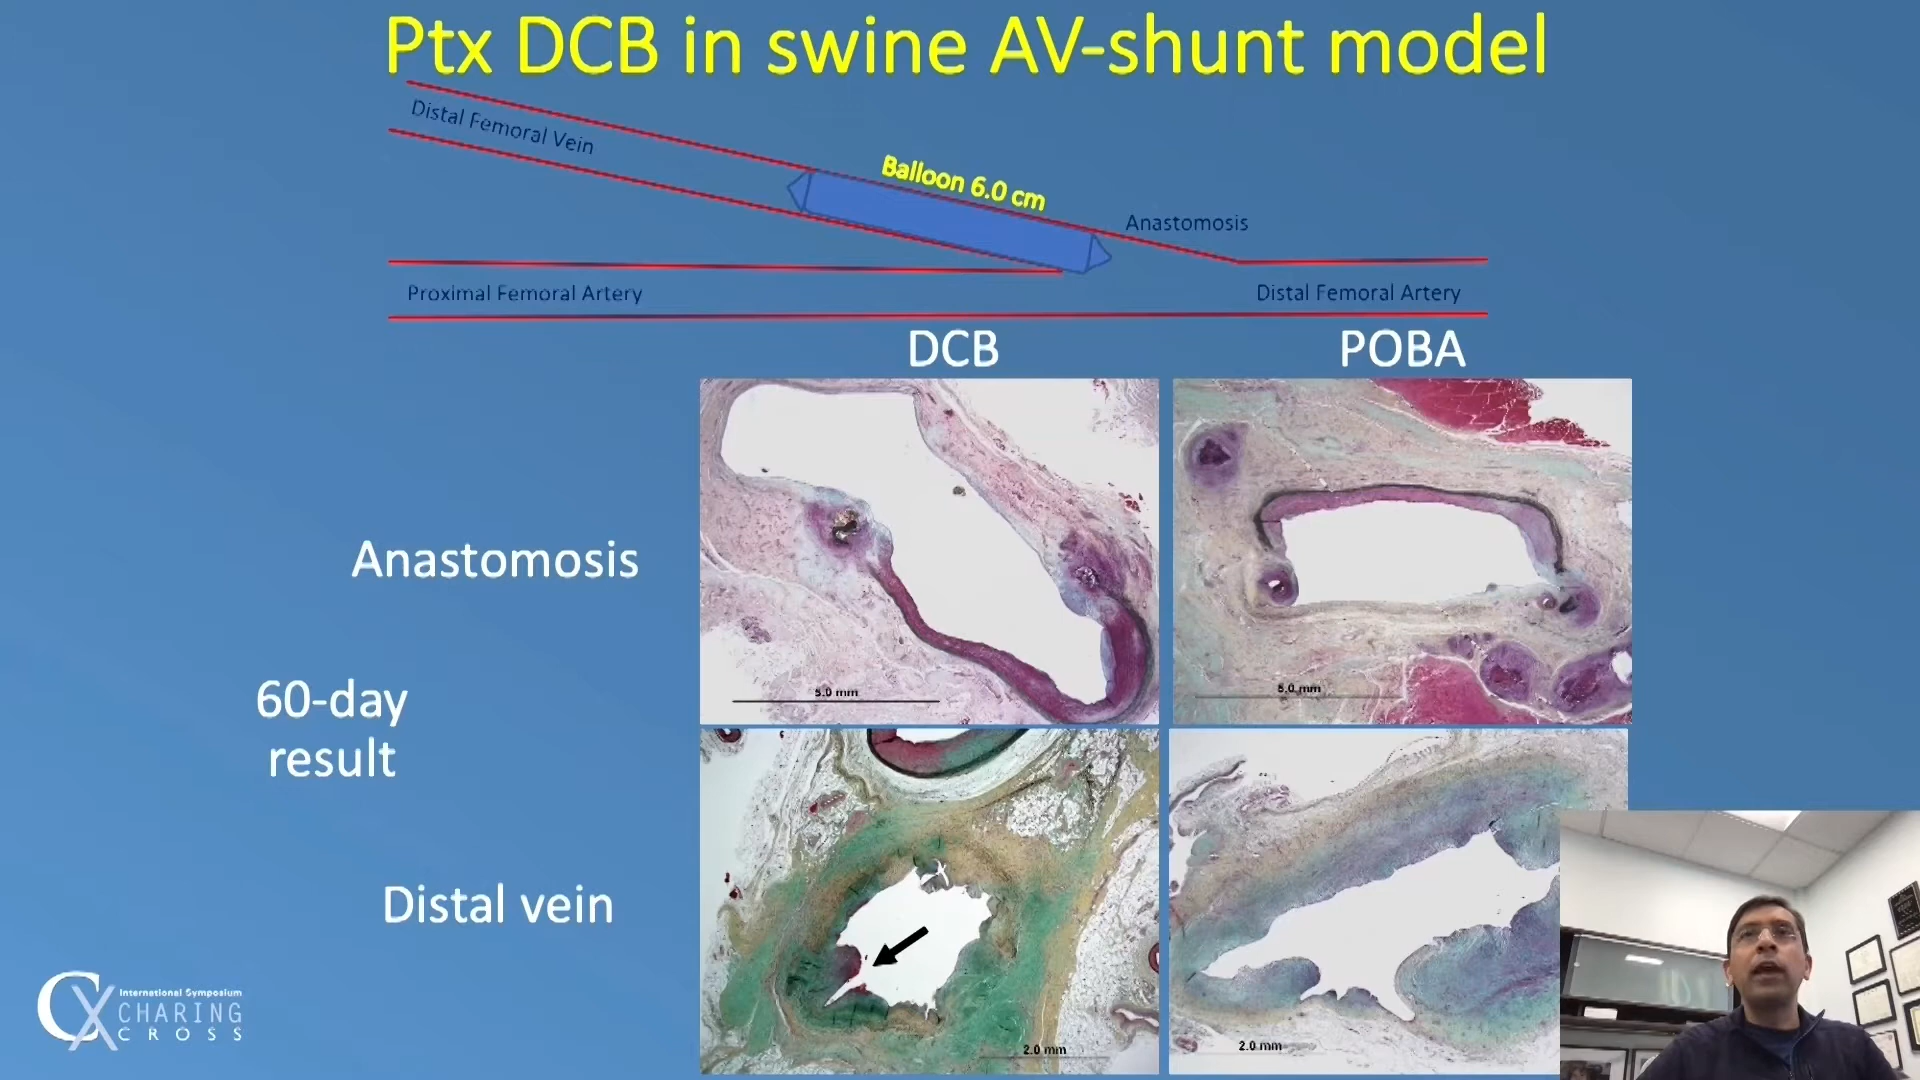 Ptx DCB in swine AV-shunt model
Distal Femoral Vein
Balloon 6.0 cm
Anastomosis
Proximal Femoral Artery
Distal Femoral Artery
DCB
POBA
Anastomosis
5.0 mm
5.0 mm
60-day
result
Distal vein
2.0 mm
2.0 mm
CX
International Symposium
CHARING
CROSS